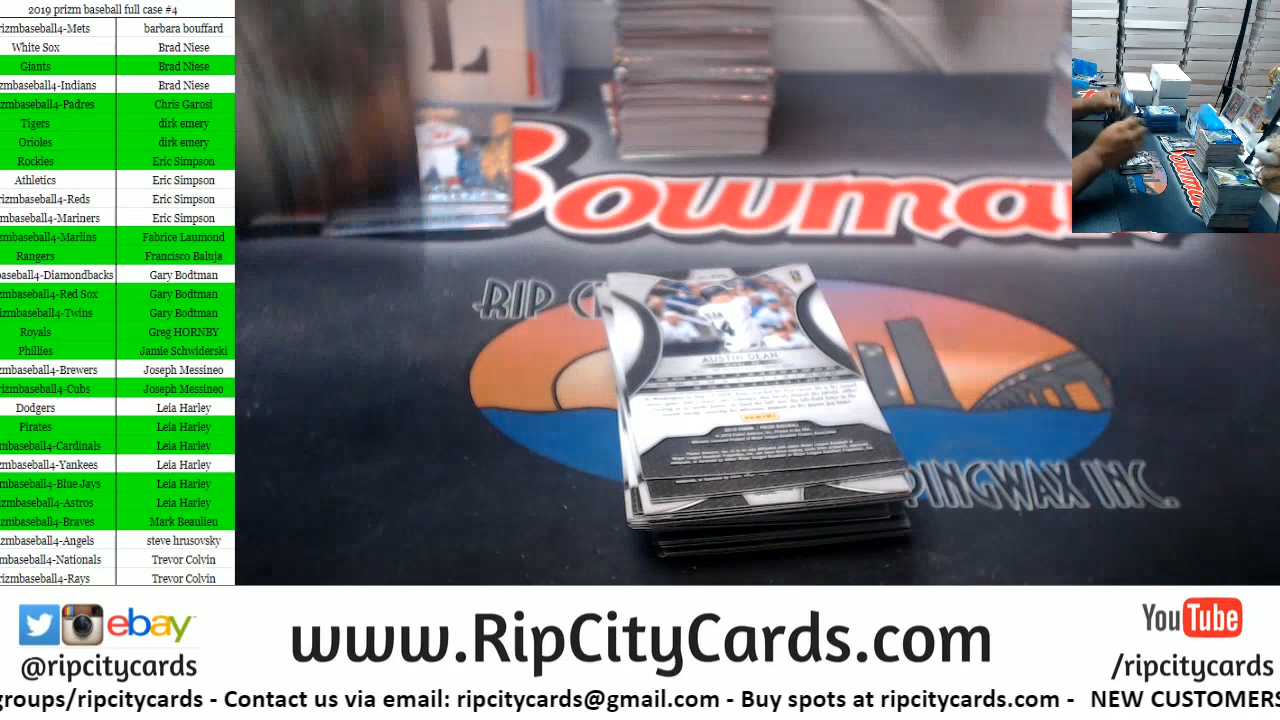 2019 prizm baseball full case #4
rizmbaseball4-Mets barbara bouffard
White Sox Brad Niese
Giants Brad Niese
zmbaseball4-Indians Brad Niese
zmbaseball4-Padres Chris Garosi
Tigers dirk emery
Orioles dirk emery
Rockies Eric Simpson
Athletics Eric Simpson
rizmbaseball4-Reds Eric Simpson
mbaseball4-Mariners Eric Simpson
zmbaseball4-Marlins Fabrice Laumond
Rangers Francisco Baluja
baseball4-Diamondbacks Gary Bodtman
zmbaseball4-Red Sox Gary Bodtman
izmbaseball4-Twins Gary Bodtman
Royals Greg HORNBY
Phillies Jamie Schwiderski
izmbaseball4-Brewers Joseph Messineo
rizmbaseball4-Cubs Joseph Messineo
Dodgers Leia Harley
Pirates Leia Harley
mbaseball4-Cardinals Leia Harley
zmbaseball4-Yankees Leia Harley
mbaseball4-Blue Jays Leia Harley
zmbaseball4-Astros Leia Harley
zmbaseball4-Braves Mark Beaulieu
zmbaseball4-Angels steve hrusovsky
mbaseball4-Nationals Trevor Colvin
rizmbaseball4-Rays Trevor Colvin
Bowma
RIP CI
AUSTIN DEAN
PINGWAX INC.
Bowman
ebay
@ripcitycards
www.RipCityCards.com
YouTube
/ripcitycards
groups/ripcitycards - Contact us via email: ripcitycards@gmail.com - Buy spots at ripcitycards.com - NEW CUSTOMERS